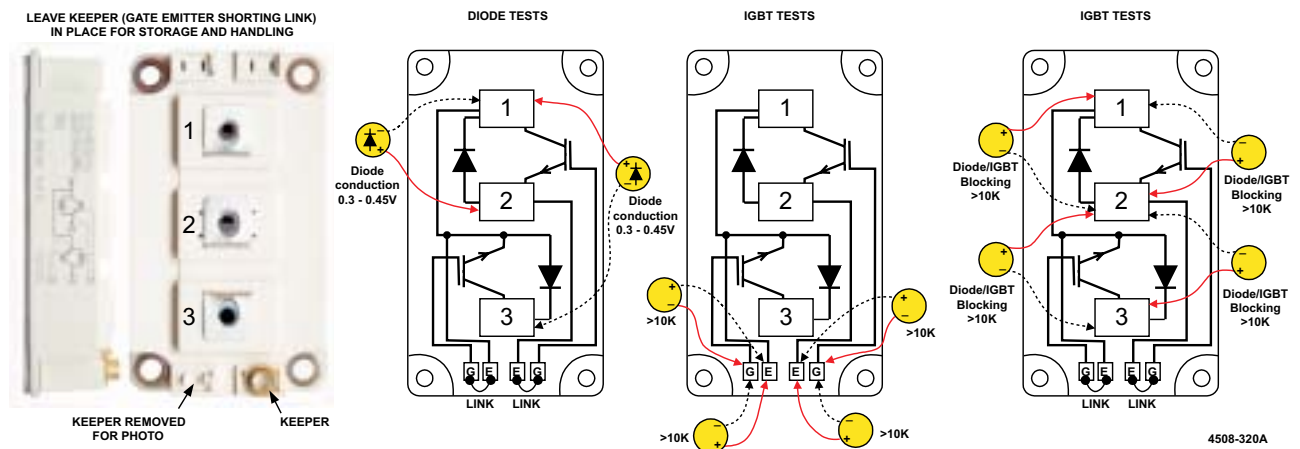 LEAVE KEEPER (GATE EMITTER SHORTING LINK)
IN PLACE FOR STORAGE AND HANDLING
1
2
3
KEEPER REMOVED
FOR PHOTO
KEEPER
DIODE TESTS
1
2
3
−
+
Diode
conduction
0.3 - 0.45V
+
−
Diode
conduction
0.3 - 0.45V
G
E
E
G
LINK
LINK
IGBT TESTS
1
2
3
+
−
>10K
+
−
>10K
G
E
E
G
−
+
>10K
−
+
>10K
IGBT TESTS
1
2
3
+
−
Diode/IGBT
Blocking
>10K
−
+
Diode/IGBT
Blocking
>10K
+
−
Diode/IGBT
Blocking
>10K
−
+
Diode/IGBT
Blocking
>10K
G
E
E
G
LINK
LINK
4508-320A